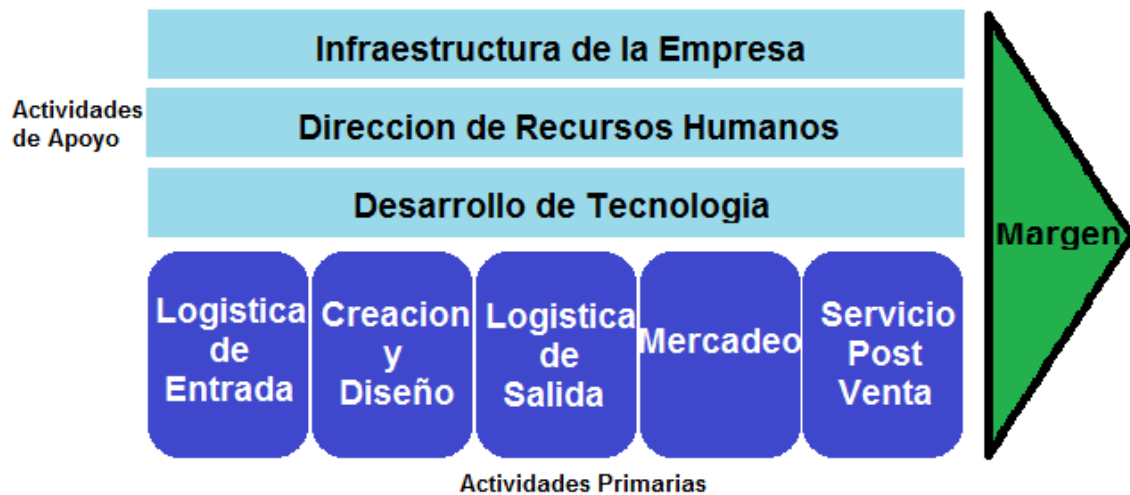 Infraestructura de la Empresa
Actividades
de Apoyo
Direccion de Recursos Humanos
Desarrollo de Tecnologia
Margen
Logistica
de
Entrada
Creacion
y
Diseño
Logistica
de
Salida
Mercadeo
Servicio
Post
Venta
Actividades Primarias